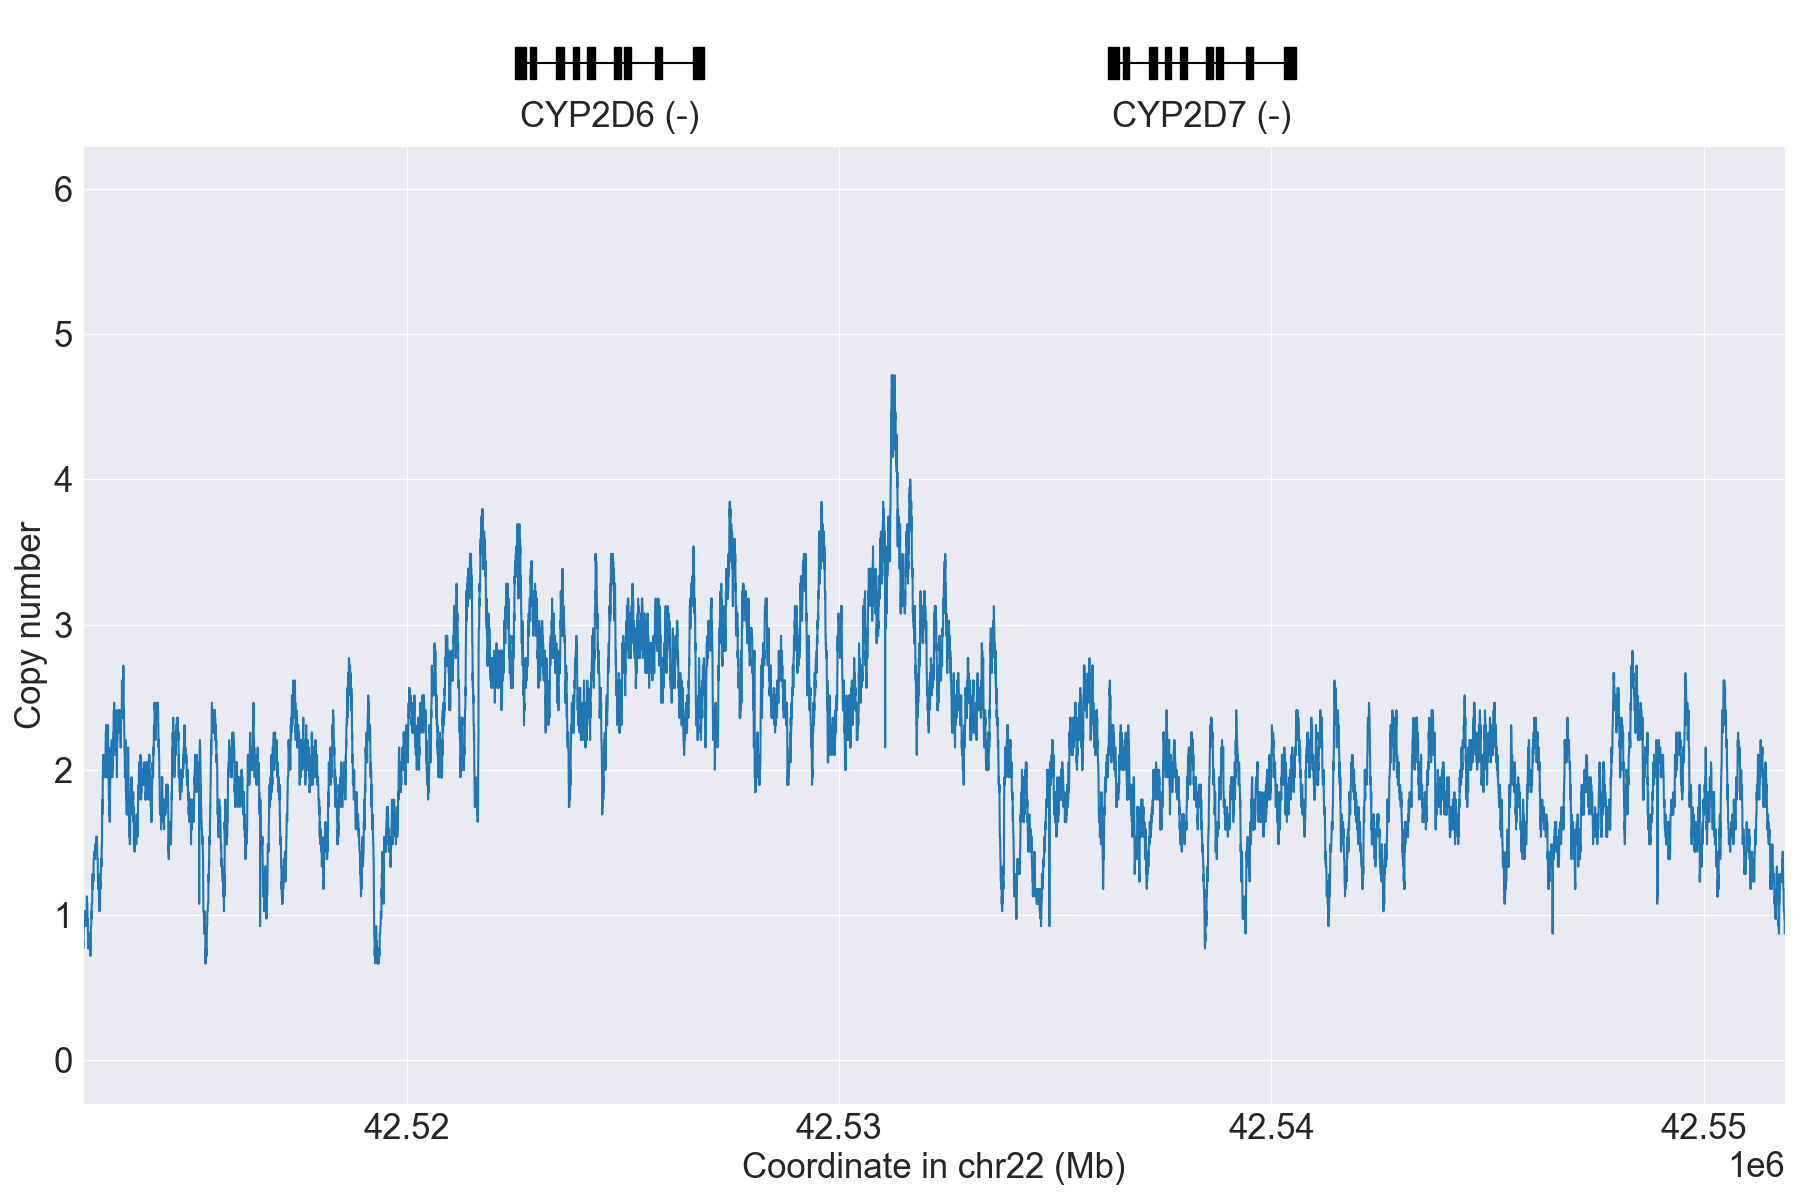 CYP2D6 (-)
CYP2D7 (-)
6
5
4
3
2
1
0
Copy number
42.52
42.53
42.54
42.55
Coordinate in chr22 (Mb)
1e6